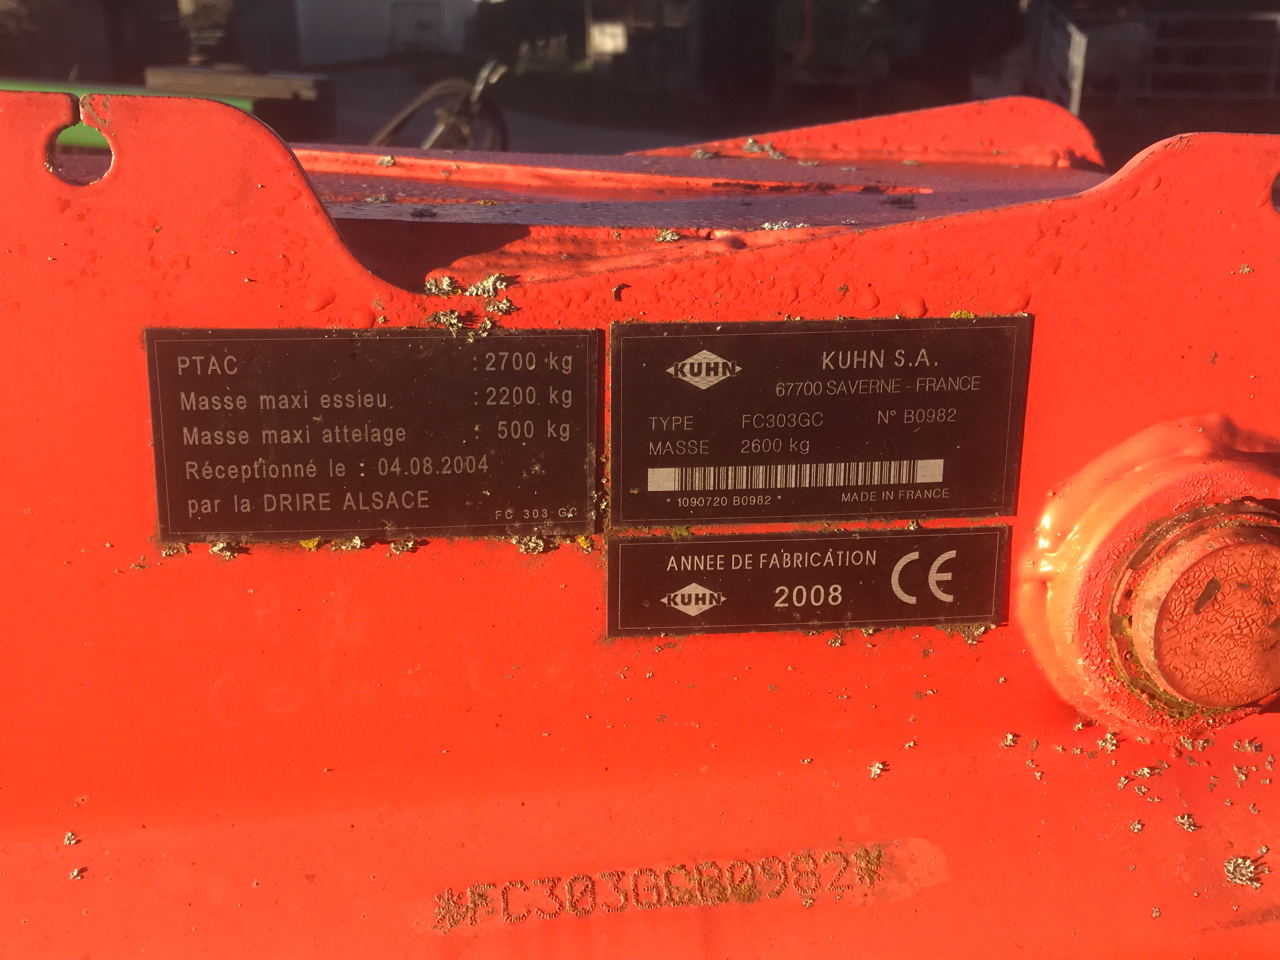 PTAC : 2700 kg
Masse maxi essieu : 2200 kg
Masse maxi attelage : 500 kg
Réceptionné le : 04.08.2004
par la DRIRE ALSACE
FC 303 GC
KUHN
KUHN S.A.
67700 SAVERNE - FRANCE
TYPE FC303GC N° B0982
MASSE 2600 kg
* 1090720 B0982 *
MADE IN FRANCE
ANNEE DE FABRICATION
KUHN 2008 CE
*FC303GCB0982*